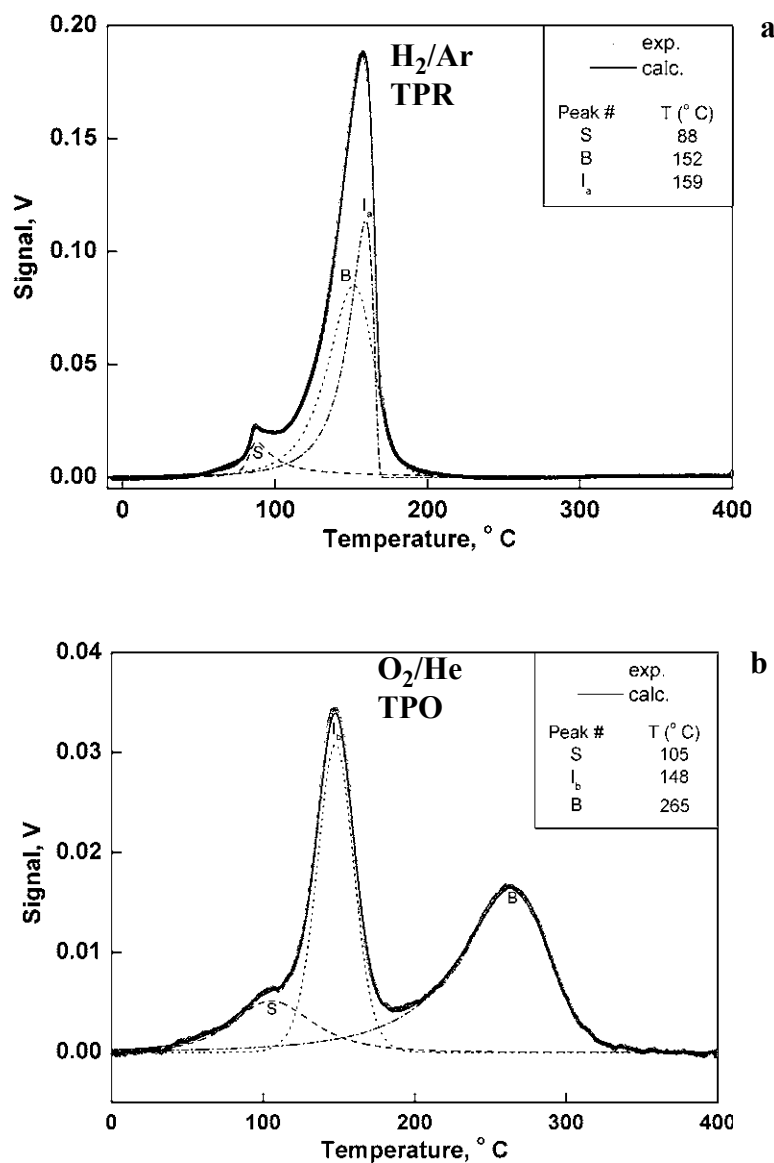 a
H2/Ar
TPR
exp.
calc.
Peak # T (° C)
S 88
B 152
Ia 159
Signal, V
0.20
0.15
0.10
0.05
0.00
Ia
B
S
0 100 200 300 400
Temperature, ° C
b
O2/He
TPO
exp.
calc.
Peak # T (° C)
S 105
Ib 148
B 265
Signal, V
0.04
0.03
0.02
0.01
0.00
Ib
B
S
0 100 200 300 400
Temperature, ° C